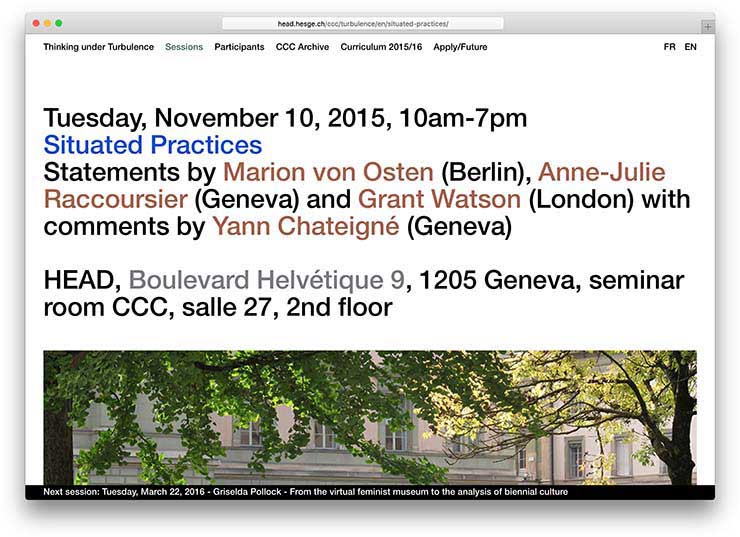 head.hesge.ch/ccc/turbulence/en/situated-practices/
Thinking under Turbulence Sessions Participants CCC Archive Curriculum 2015/16 Apply/Future FR EN
Tuesday, November 10, 2015, 10am-7pm
Situated Practices
Statements by Marion von Osten (Berlin), Anne-Julie
Raccoursier (Geneva) and Grant Watson (London) with
comments by Yann Chateigné (Geneva)
HEAD, Boulevard Helvétique 9, 1205 Geneva, seminar
room CCC, salle 27, 2nd floor
Next session: Tuesday, March 22, 2016 - Griselda Pollock - From the virtual feminist museum to the analysis of biennial culture